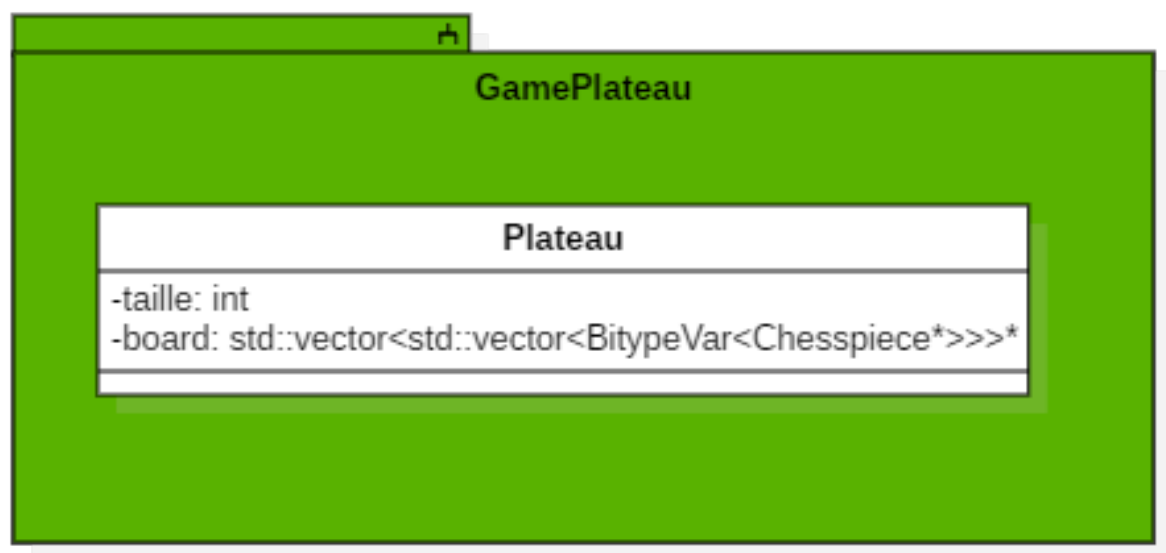 GamePlateau
Plateau
-taille: int
-board: std::vector<std::vector<BitypeVar<Chesspiece*>>>*